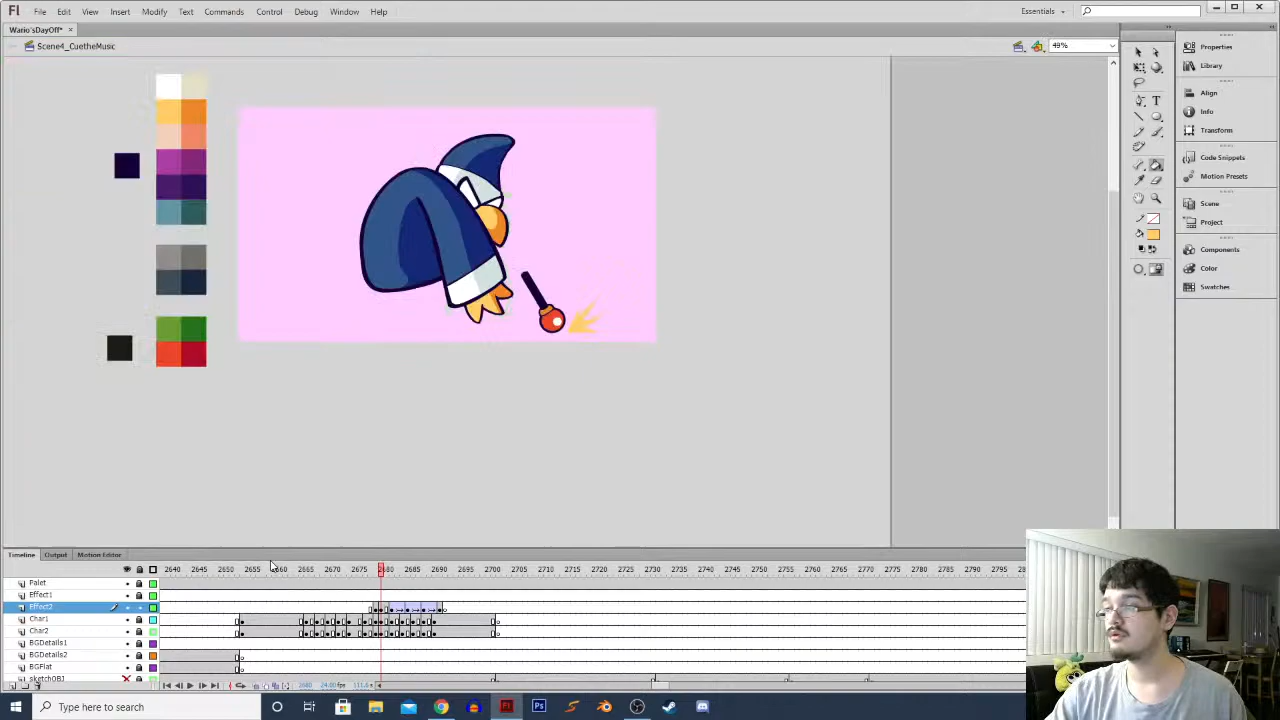 Fl File Edit View Insert Modify Text Commands Control Debug Window Help Essentials
Wario'sDayOff* ×
Scene4_CuetheMusic 49%
Properties
Library
Align
Info
Transform
Code Snippets
Motion Presets
Scene
Project
Components
Color
Swatches
Timeline Output Motion Editor
2640 2645 2650 2655 2660 2665 2670 2675 2680 2685 2690 2695 2700 2705 2710 2715 2720 2725 2730 2735 2740 2745 2750 2755 2760 2765 2770 2775 2780 2785 2790 2795
Palet
Effect1
Effect2
Char1
Char2
BGDetails1
BGDetails2
BGFlat
sketchOBJ
Type here to search
Fl Ps